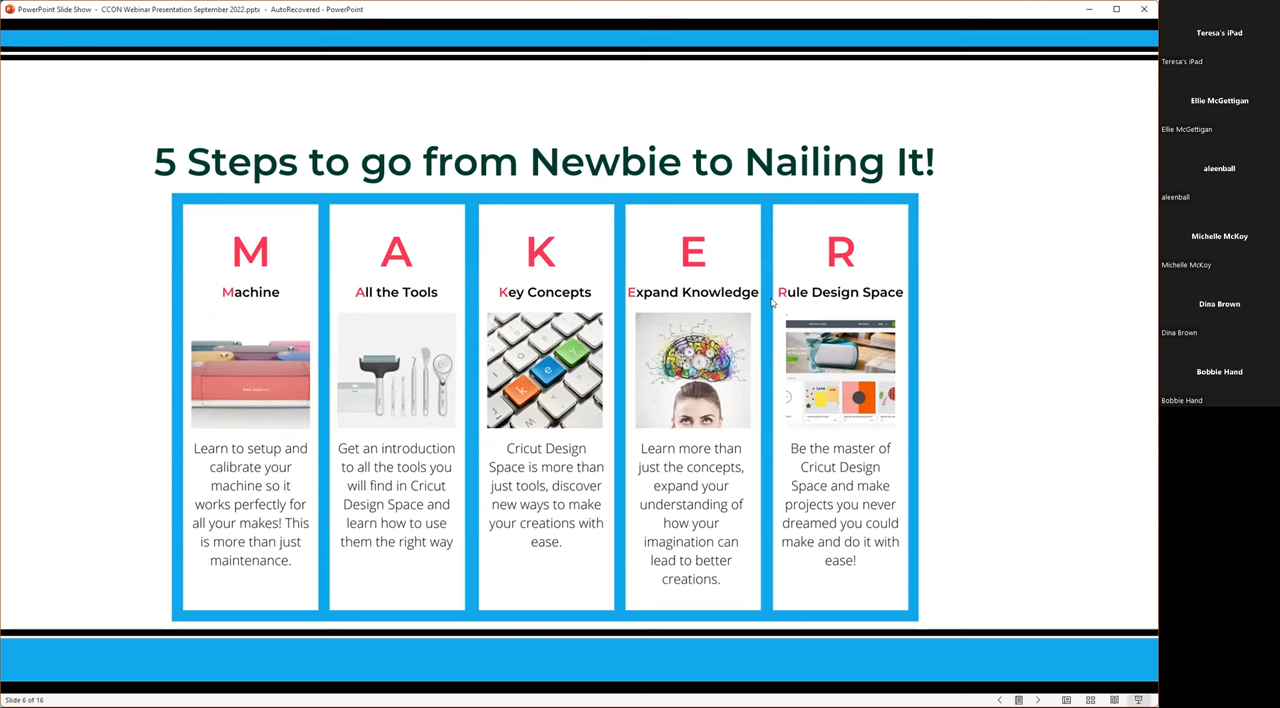 PowerPoint Slide Show - CCON Webinar Presentation September 2022.pptx - AutoRecovered - PowerPoint
5 Steps to go from Newbie to Nailing It!
M
Machine
Learn to setup and
calibrate your
machine so it
works perfectly for
all your makes! This
is more than just
maintenance.
A
All the Tools
Get an introduction
to all the tools you
will find in Cricut
Design Space and
learn how to use
them the right way
K
Key Concepts
k
e
y
Cricut Design
Space is more than
just tools, discover
new ways to make
your creations with
ease.
E
Expand Knowledge
Learn more than
just the concepts,
expand your
understanding of
how your
imagination can
lead to better
creations.
R
Rule Design Space
Be the master of
Cricut Design
Space and make
projects you never
dreamed you could
make and do it with
ease!
Slide 6 of 16
Teresa's iPad
Teresa's iPad
Ellie McGettigan
Ellie McGettigan
aleenball
aleenball
Michelle McKoy
Michelle McKoy
Dina Brown
Dina Brown
Bobbie Hand
Bobbie Hand